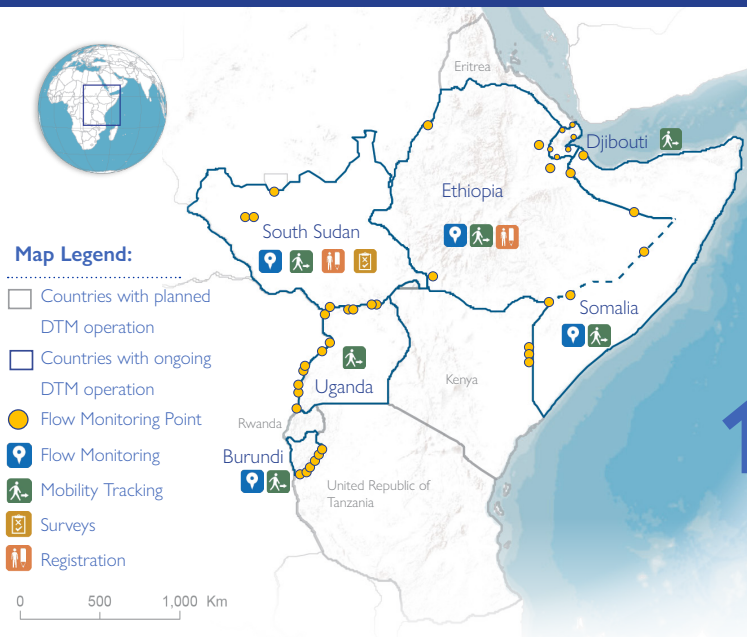 Eritrea
Djibouti
Ethiopia
South Sudan
Map Legend:
Countries with planned
DTM operation
Countries with ongoing
DTM operation
Flow Monitoring Point
Flow Monitoring
Mobility Tracking
Surveys
Registration
Somalia
Uganda
Kenya
Rwanda
Burundi
United Republic of
Tanzania
0 500 1,000 Km